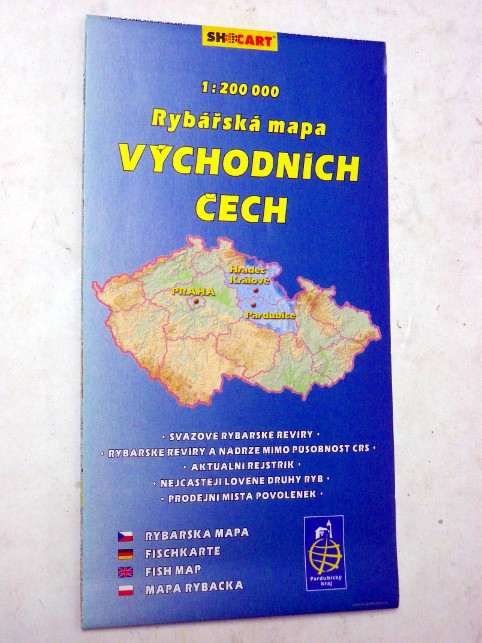 SHOCART
1:200 000
Rybářská mapa
VÝCHODNÍCH
ČECH
Hradec
Králové
PRAHA
Pardubice
· SVAZOVÉ RYBÁŘSKÉ REVÍRY ·
· RYBÁŘSKÉ REVÍRY A NÁDRŽE MIMO PŮSOBNOST ČRS ·
· AKTUÁLNÍ REJSTŘÍK ·
· NEJČASTĚJI LOVENÉ DRUHY RYB ·
· PRODEJNÍ MÍSTA POVOLENEK ·
RYBÁŘSKÁ MAPA
FISCHKARTE
FISH MAP
MAPA RYBACKA
Pardubický
kraj